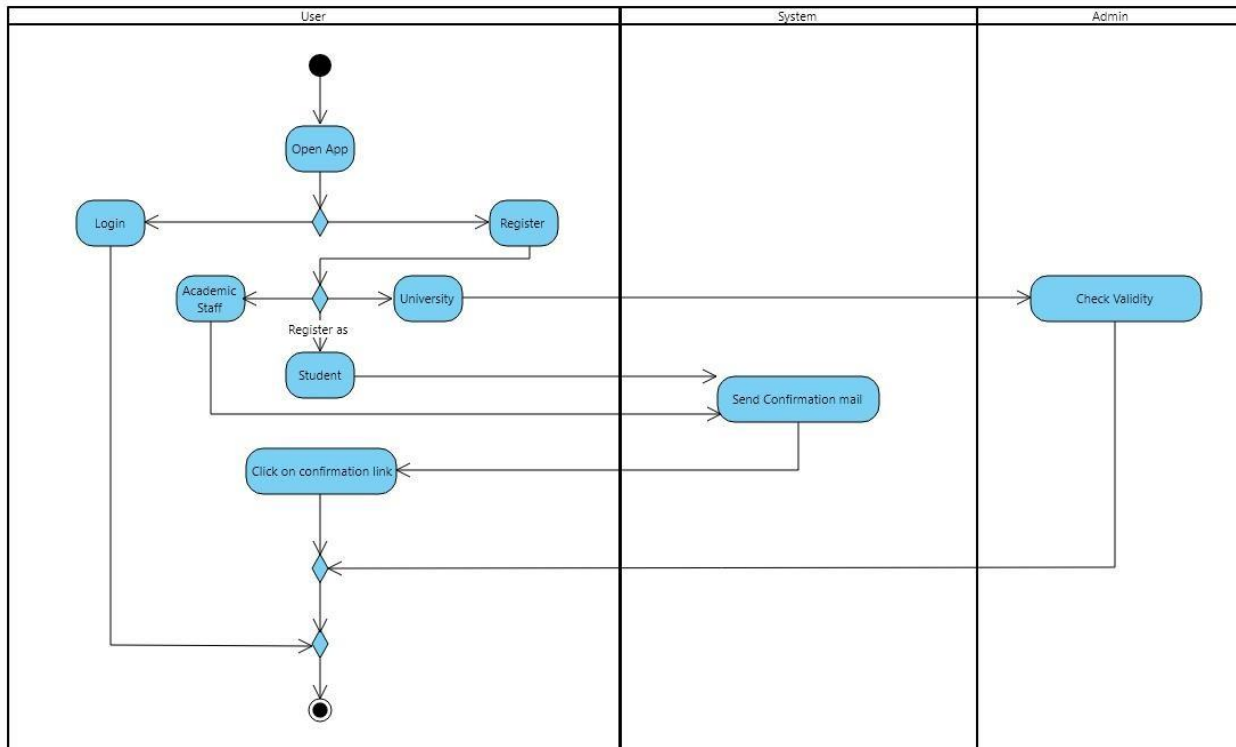 User
System
Admin
Open App
Login
Register
Academic
Staff
University
Check Validity
Register as
Student
Send Confirmation mail
Click on confirmation link